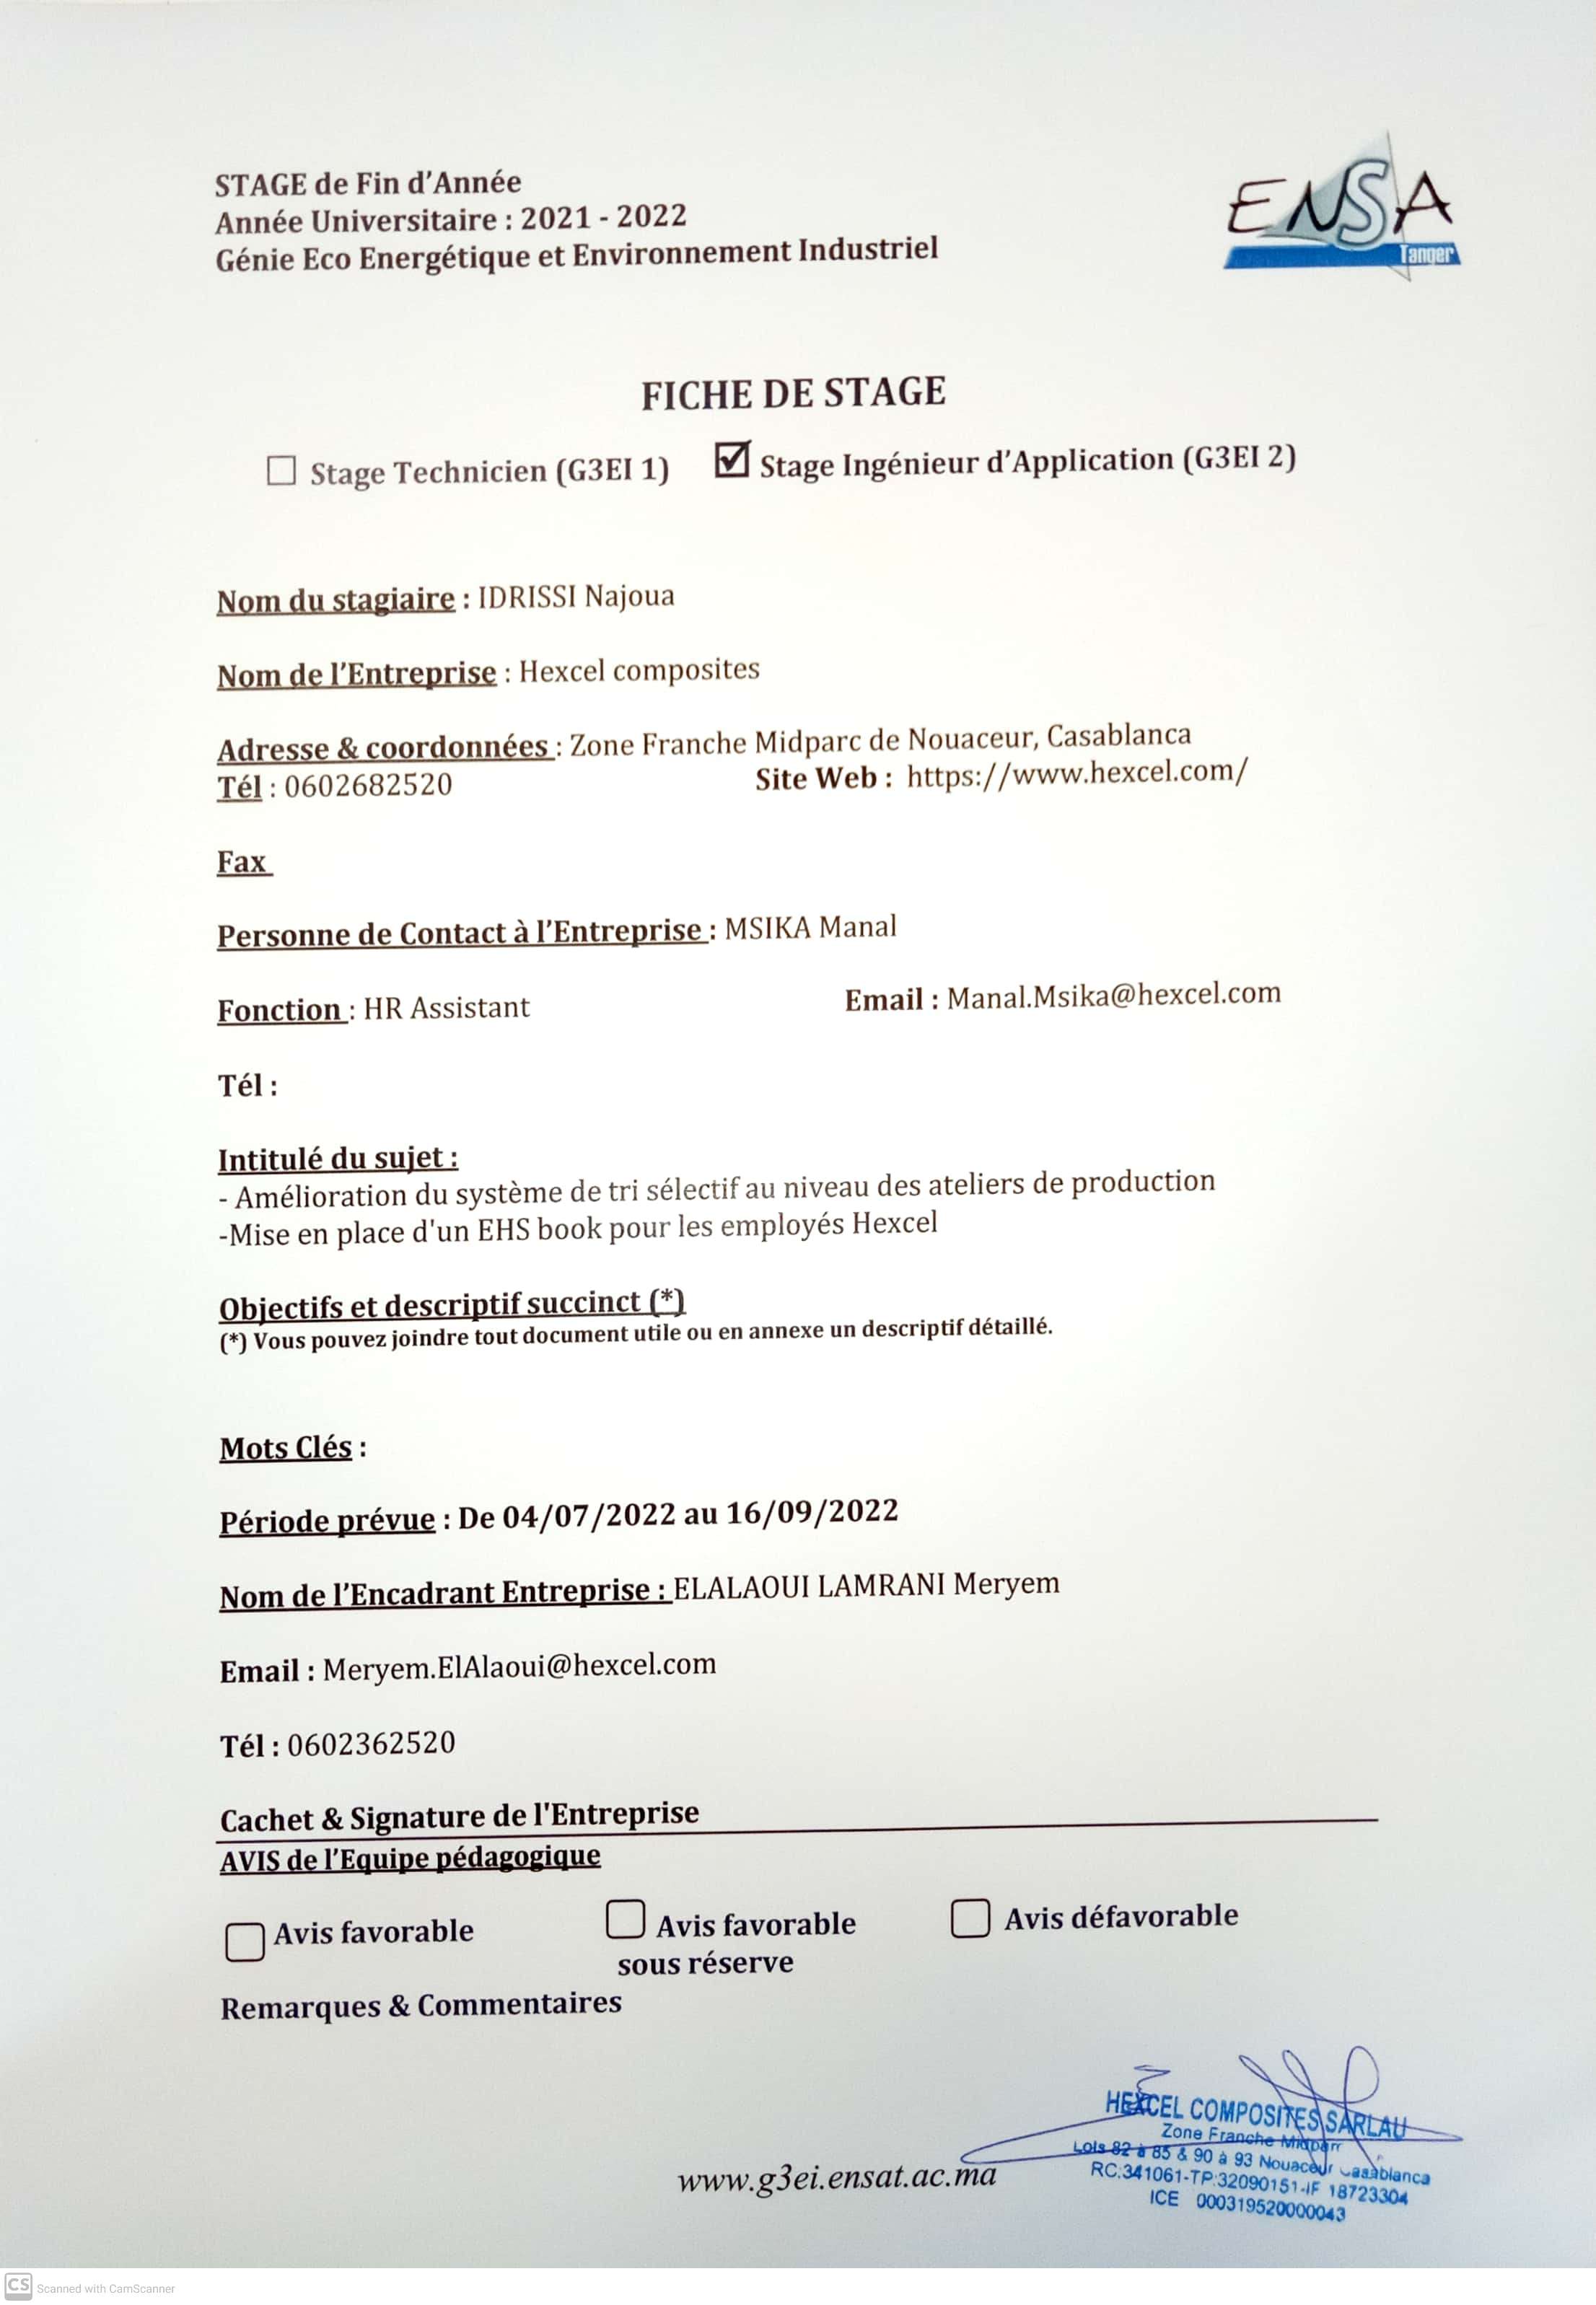 STAGE de Fin d'Année
Année Universitaire : 2021 - 2022
Génie Eco Energétique et Environnement Industriel
ENSA
Tanger
FICHE DE STAGE
Stage Technicien (G3EI 1) Stage Ingénieur d'Application (G3EI 2)
Nom du stagiaire : IDRISSI Najoua
Nom de l'Entreprise : Hexcel composites
Adresse & coordonnées : Zone Franche Midparc de Nouaceur, Casablanca
Tél : 0602682520 Site Web : https://www.hexcel.com/
Fax
Personne de Contact à l'Entreprise : MSIKA Manal
Fonction : HR Assistant Email : Manal.Msika@hexcel.com
Tél :
Intitulé du sujet :
- Amélioration du système de tri sélectif au niveau des ateliers de production
-Mise en place d'un EHS book pour les employés Hexcel
Objectifs et descriptif succinct (*)
(*) Vous pouvez joindre tout document utile ou en annexe un descriptif détaillé.
Mots Clés :
Période prévue : De 04/07/2022 au 16/09/2022
Nom de l'Encadrant Entreprise : ELALAOUI LAMRANI Meryem
Email : Meryem.ElAlaoui@hexcel.com
Tél : 0602362520
Cachet & Signature de l'Entreprise
AVIS de l'Equipe pédagogique
Avis favorable Avis favorable Avis défavorable
sous réserve
Remarques & Commentaires
HEXCEL COMPOSITES SARLAU
Zone Franche Midparc
Lots 82 à 85 & 90 à 93 Nouaceur Casablanca
RC:341061-TP:32090151-IF 18723304
ICE 000319520000043
www.g3ei.ensat.ac.ma
CS Scanned with CamScanner